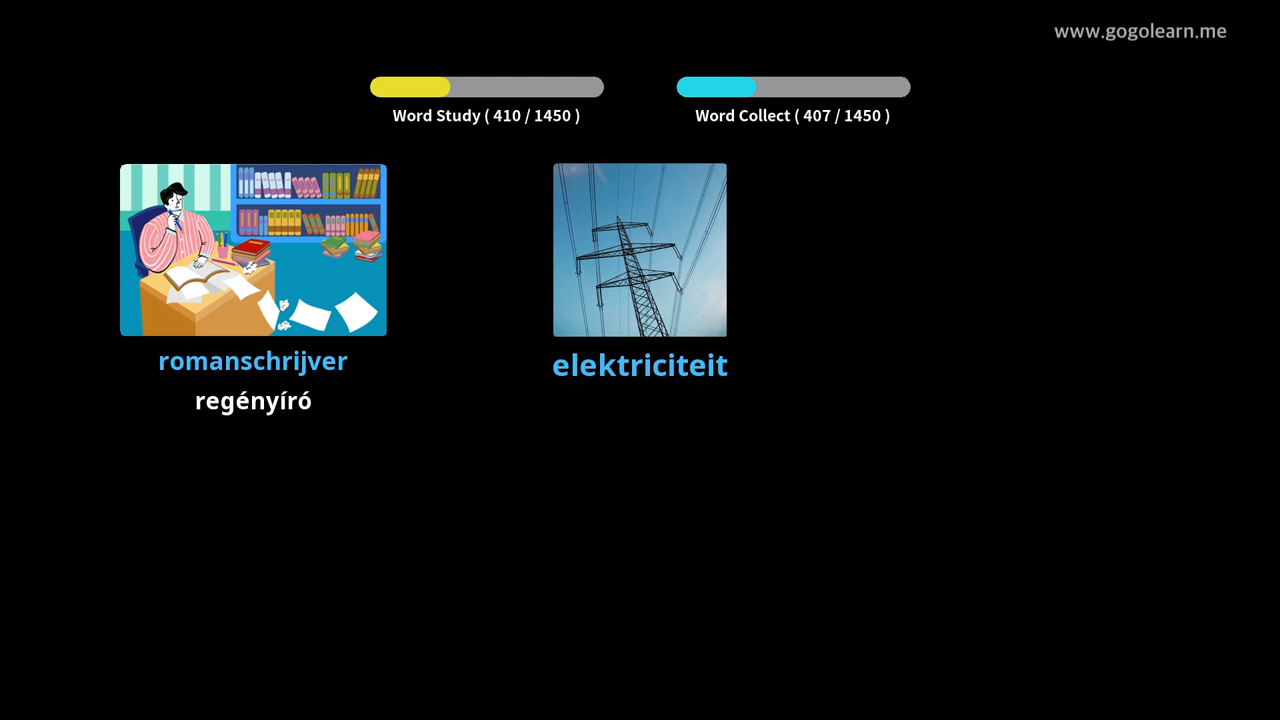 www.gogolearn.me
Word Study ( 410 / 1450 )
Word Collect ( 407 / 1450 )
romanschrijver
regényíró
elektriciteit